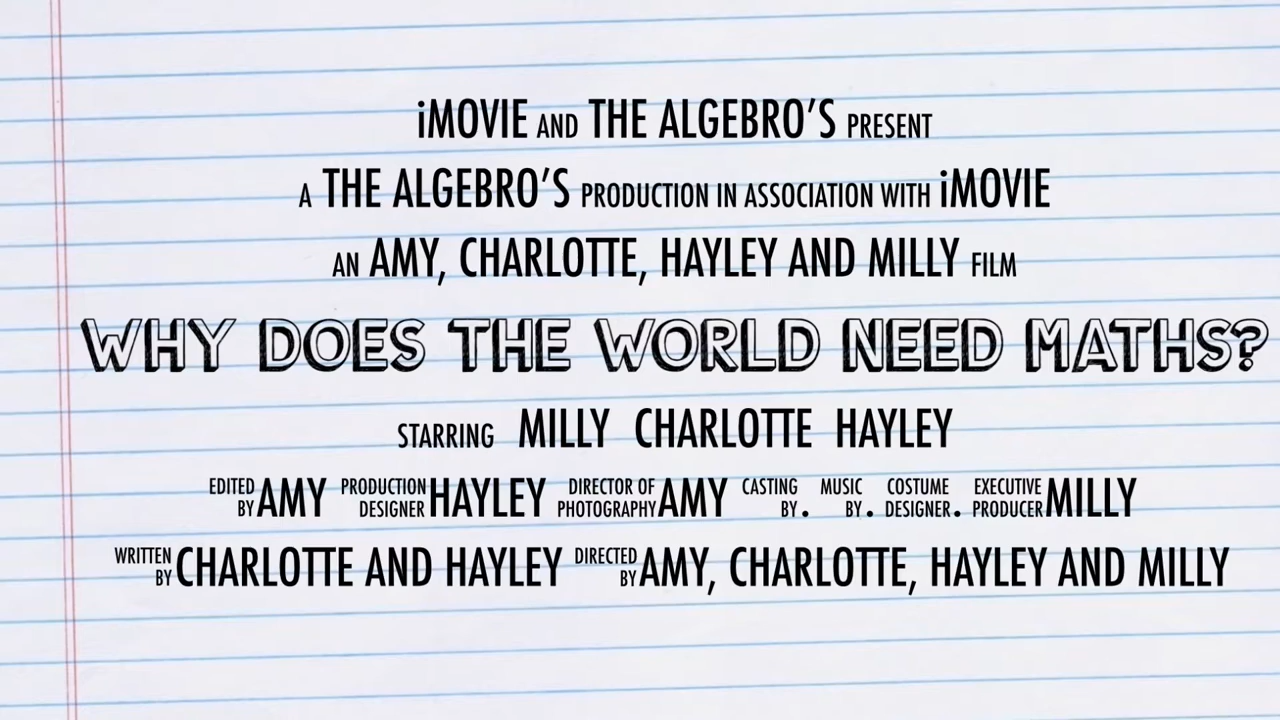 iMOVIE AND THE ALGEBRO'S PRESENT
A THE ALGEBRO'S PRODUCTION IN ASSOCIATION WITH iMOVIE
AN AMY, CHARLOTTE, HAYLEY AND MILLY FILM
WHY DOES THE WORLD NEED MATHS?
STARRING MILLY CHARLOTTE HAYLEY
EDITED BY AMY PRODUCTION DESIGNER HAYLEY DIRECTOR OF PHOTOGRAPHY AMY CASTING BY . MUSIC BY . COSTUME DESIGNER . EXECUTIVE PRODUCER MILLY
WRITTEN BY CHARLOTTE AND HAYLEY DIRECTED BY AMY, CHARLOTTE, HAYLEY AND MILLY